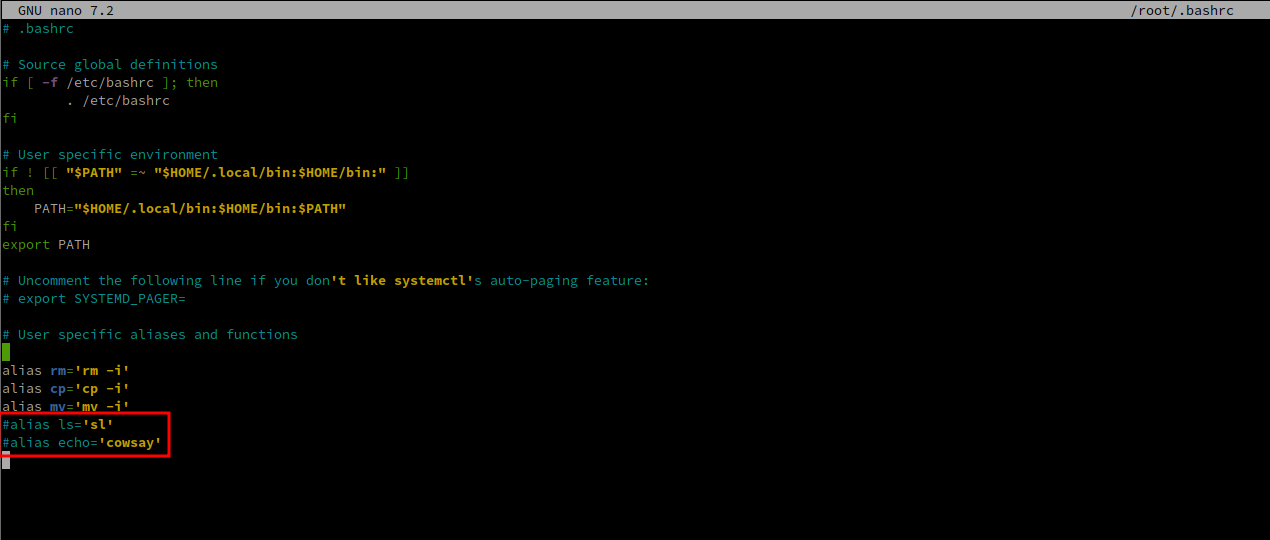 GNU nano 7.2 /root/.bashrc
# .bashrc
# Source global definitions
if [ -f /etc/bashrc ]; then
. /etc/bashrc
fi
# User specific environment
if ! [[ "$PATH" =~ "$HOME/.local/bin:$HOME/bin:" ]]
then
PATH="$HOME/.local/bin:$HOME/bin:$PATH"
fi
export PATH
# Uncomment the following line if you don't like systemctl's auto-paging feature:
# export SYSTEMD_PAGER=
# User specific aliases and functions
alias rm='rm -i'
alias cp='cp -i'
alias mv='mv -i'
#alias ls='sl'
#alias echo='cowsay'